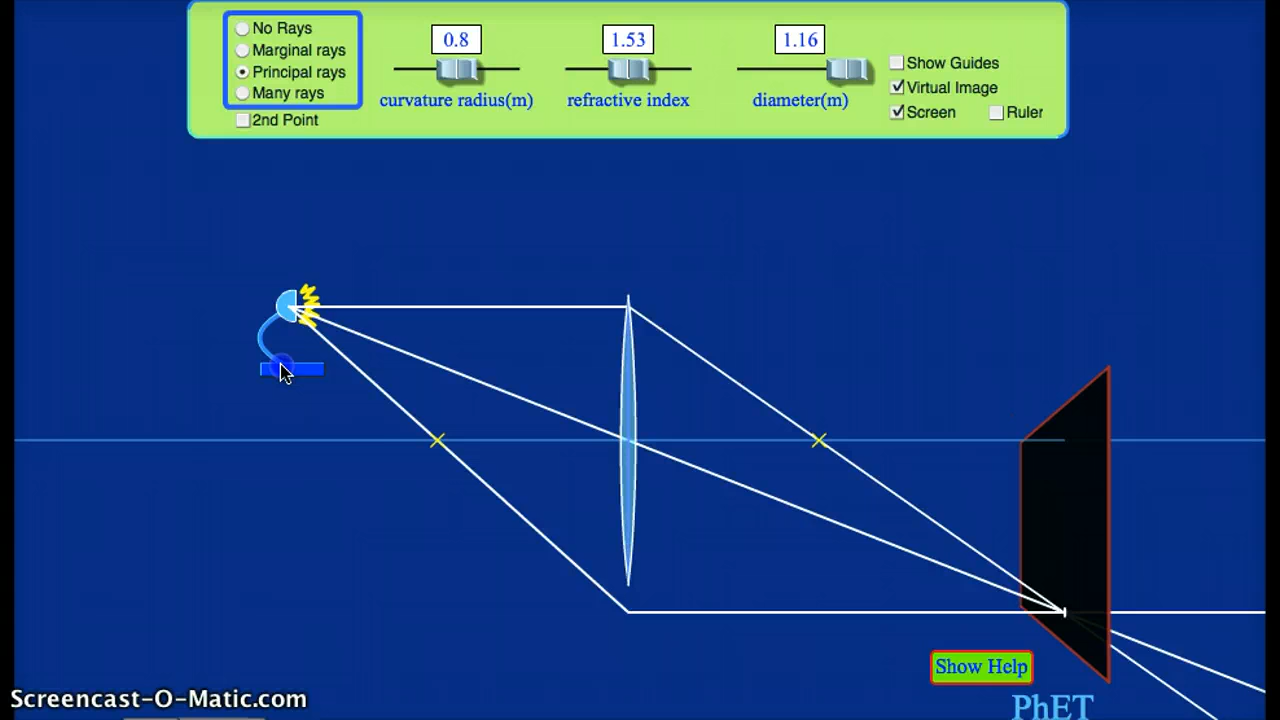 No Rays
Marginal rays
Principal rays
Many rays
2nd Point
0.8
curvature radius(m)
1.53
refractive index
1.16
diameter(m)
Show Guides
Virtual Image
Screen
Ruler
Show Help
PhET
Screencast-O-Matic.com